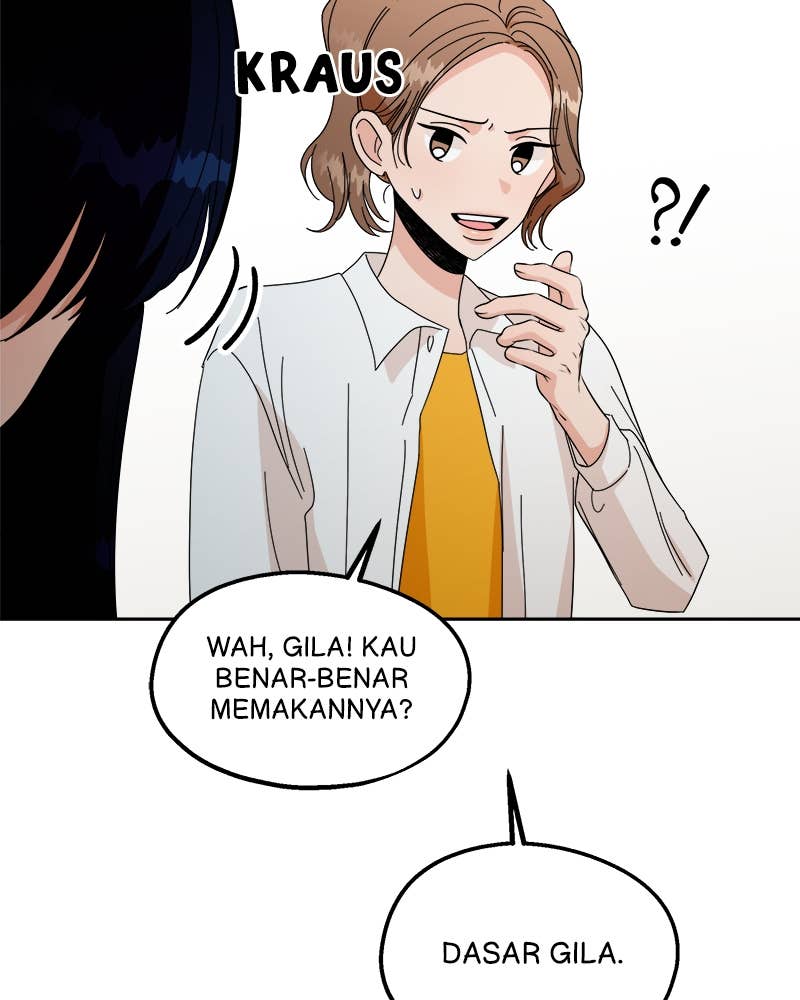 KRAUS
?!
WAH, GILA! KAU
BENAR-BENAR
MEMAKANNYA?
DASAR GILA.